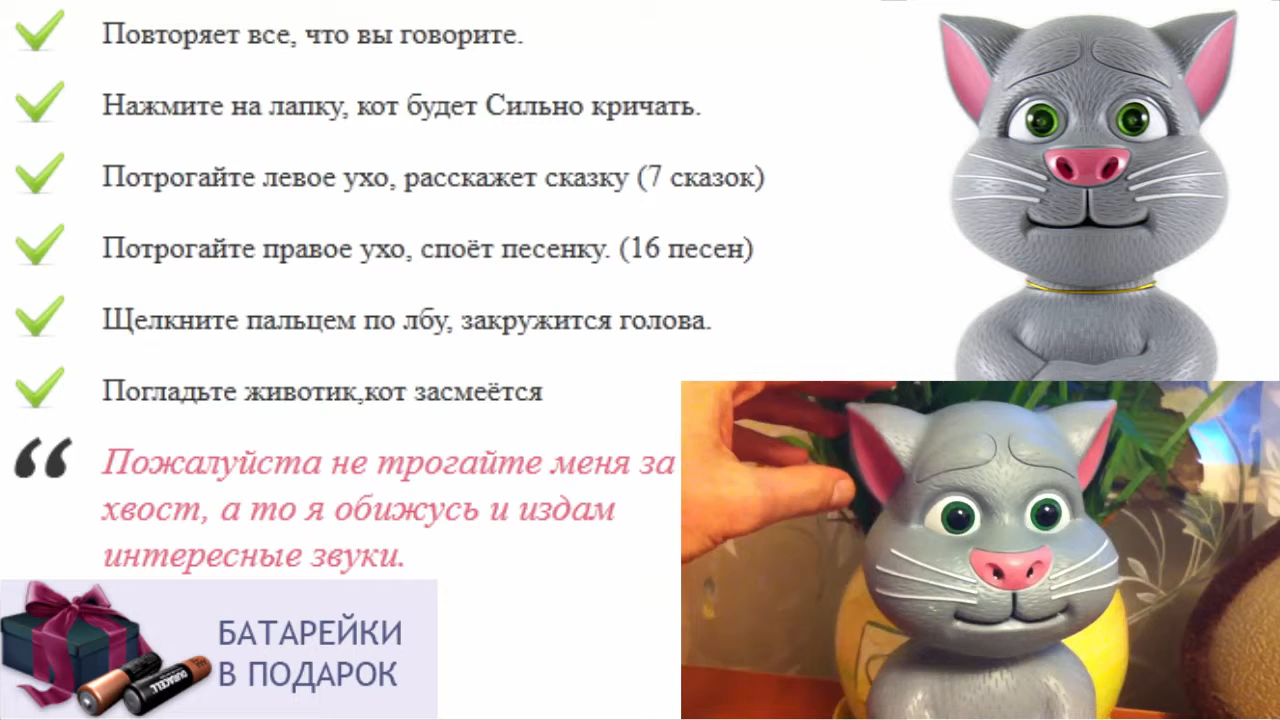 Повторяет все, что вы говорите.
Нажмите на лапку, кот будет Сильно кричать.
Потрогайте левое ухо, расскажет сказку (7 сказок)
Потрогайте правое ухо, споёт песенку. (16 песен)
Щелкните пальцем по лбу, закружится голова.
Погладьте животик,кот засмеётся
“ Пожалуйста не трогайте меня за
хвост, а то я обижусь и издам
интересные звуки.
БАТАРЕЙКИ
В ПОДАРОК
DURACELL